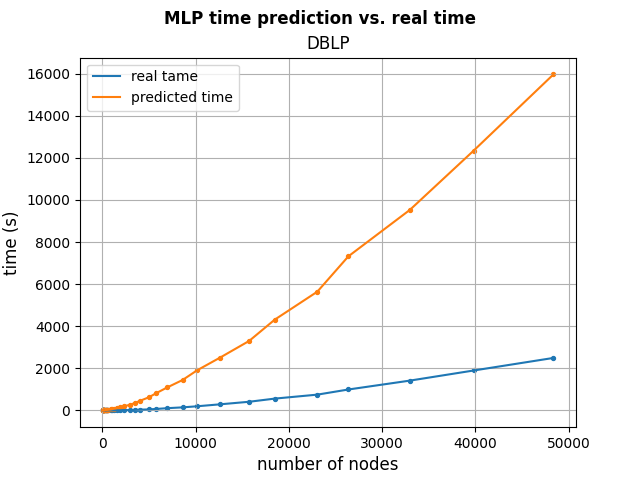 MLP time prediction vs. real time
DBLP
real tame
predicted time
16000
14000
12000
10000
8000
6000
4000
2000
0
time (s)
0 10000 20000 30000 40000 50000
number of nodes